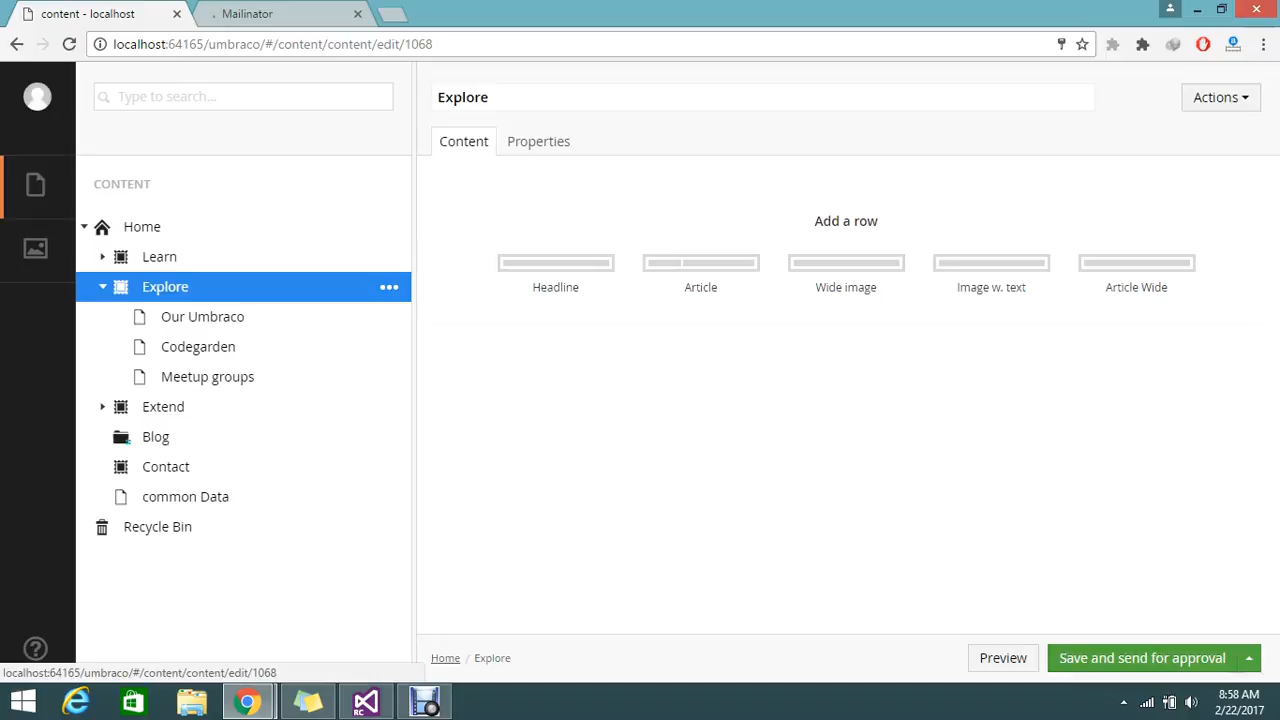 content - localhost
Mailinator
localhost:64165/umbraco/#/content/content/edit/1068
Type to search...
Explore
Actions
Content
Properties
CONTENT
Home
Learn
Explore
Our Umbraco
Codegarden
Meetup groups
Extend
Blog
Contact
common Data
Recycle Bin
Add a row
Headline
Article
Wide image
Image w. text
Article Wide
Home / Explore
Preview
Save and send for approval
localhost:64165/umbraco/#/content/content/edit/1068
RC
8:58 AM
2/22/2017